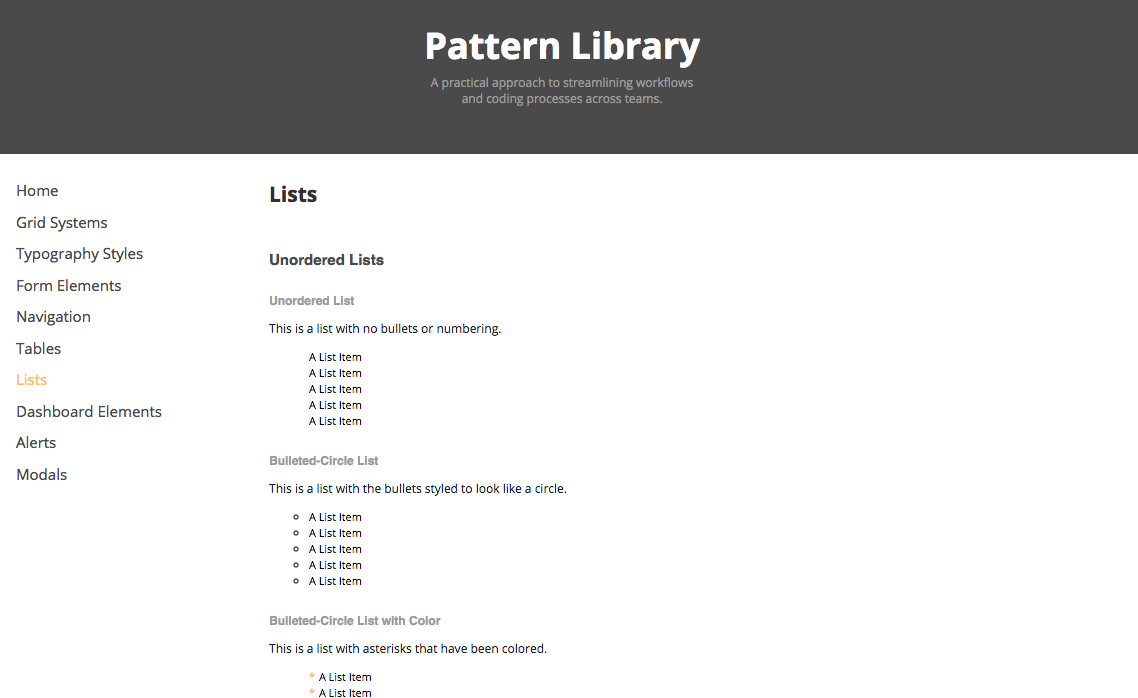 Pattern Library
A practical approach to streamlining workflows
and coding processes across teams.
Home
Grid Systems
Typography Styles
Form Elements
Navigation
Tables
Lists
Dashboard Elements
Alerts
Modals
Lists
Unordered Lists
Unordered List
This is a list with no bullets or numbering.
A List Item
A List Item
A List Item
A List Item
A List Item
Bulleted-Circle List
This is a list with the bullets styled to look like a circle.
A List Item
A List Item
A List Item
A List Item
A List Item
Bulleted-Circle List with Color
This is a list with asterisks that have been colored.
* A List Item
* A List Item